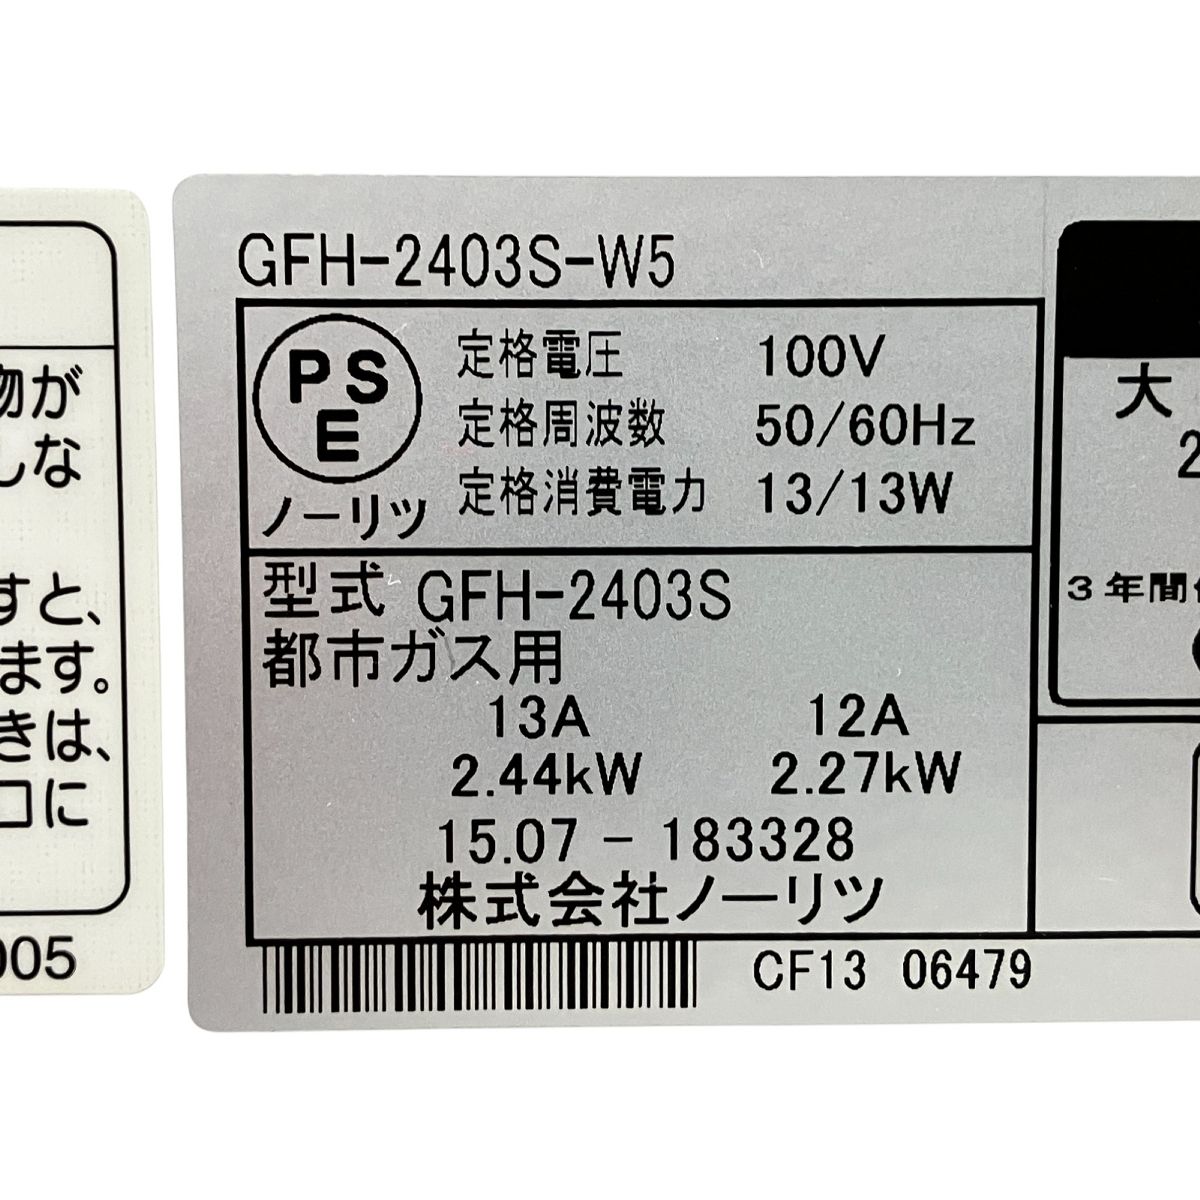 物が
しな
すと、
ます。
きは、
口に
005
GFH-2403S-W5
PS
E
ノーリツ
定格電圧 100V
定格周波数 50/60Hz
定格消費電力 13/13W
型式 GFH-2403S
都市ガス用
13A 12A
2.44kW 2.27kW
15.07 - 183328
株式会社ノーリツ
CF13 06479
大
2
3年間